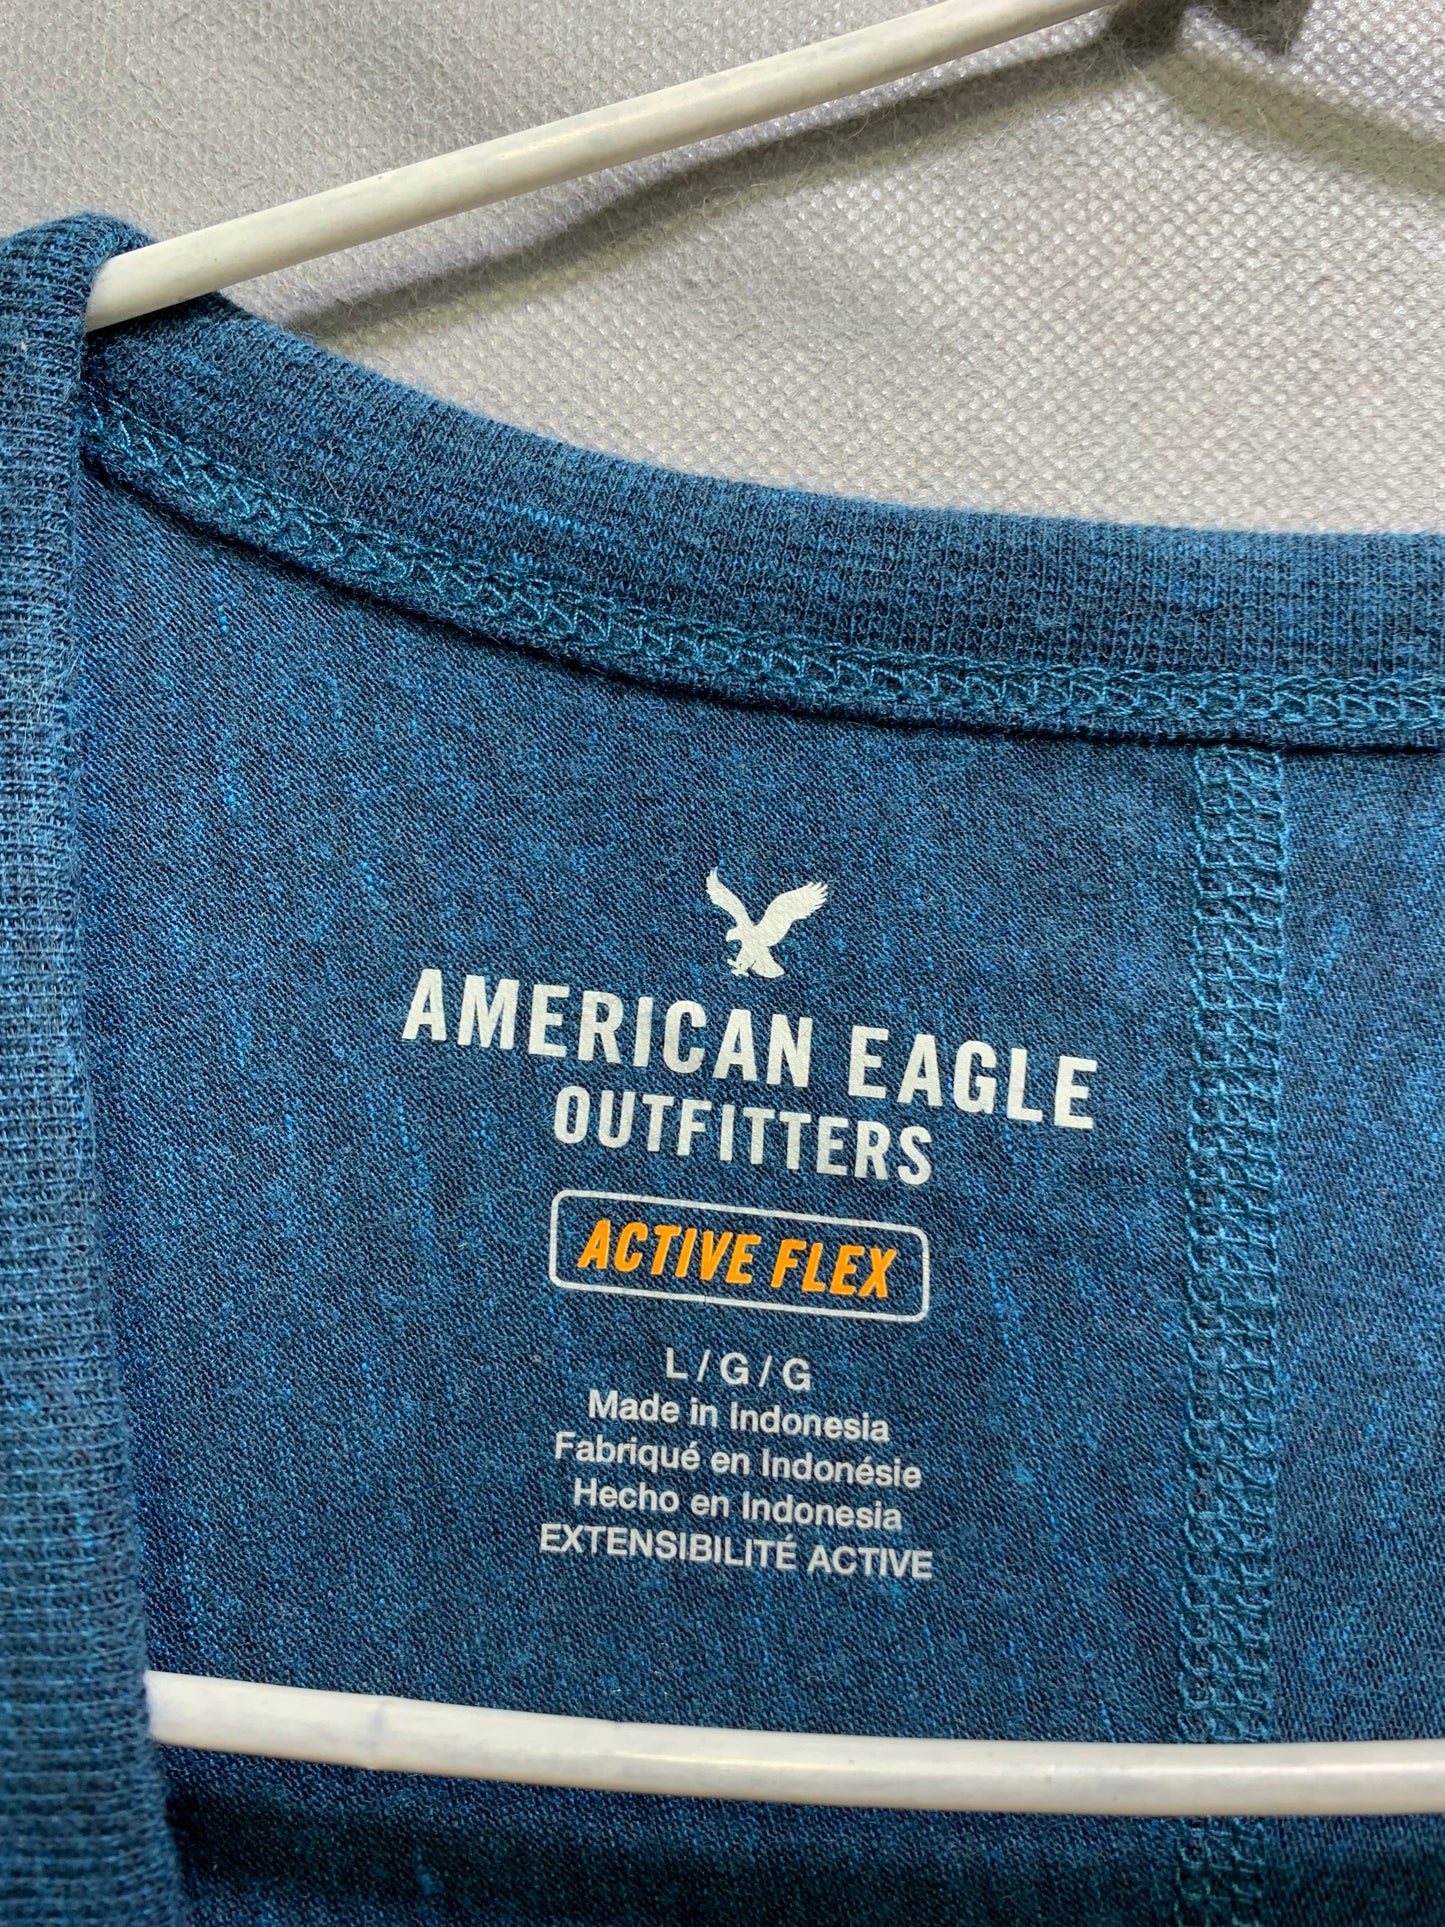 AMERICAN EAGLE
OUTFITTERS
ACTIVE FLEX
L / G / G
Made in Indonesia
Fabriqué en Indonésie
Hecho en Indonesia
EXTENSIBILITÉ ACTIVE